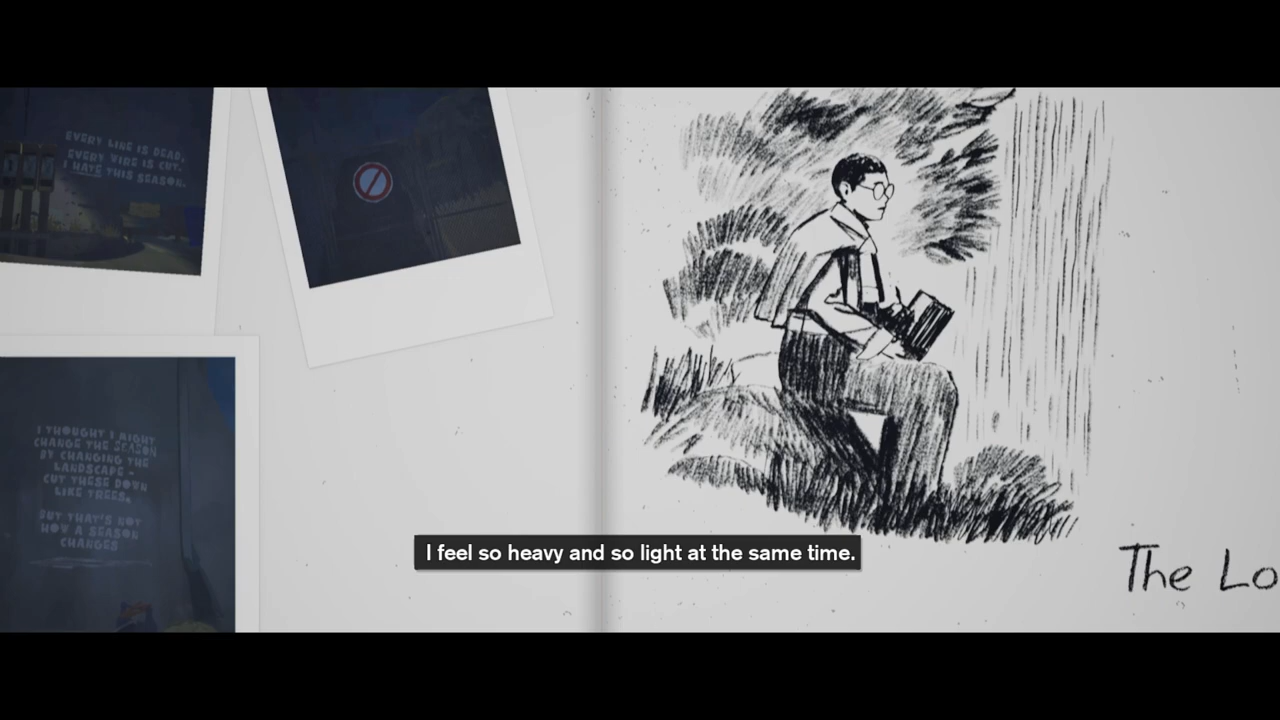 EVERY LINE IS DEAD,
EVERY WIRE IS CUT.
I HATE THIS SEASON.
I THOUGHT I MIGHT
CHANGE THE SEASON
BY CHANGING THE
LANDSCAPE -
CUT THESE DOWN
LIKE TREES.
BUT THAT'S NOT
HOW A SEASON
CHANGES
I feel so heavy and so light at the same time.
The Lo